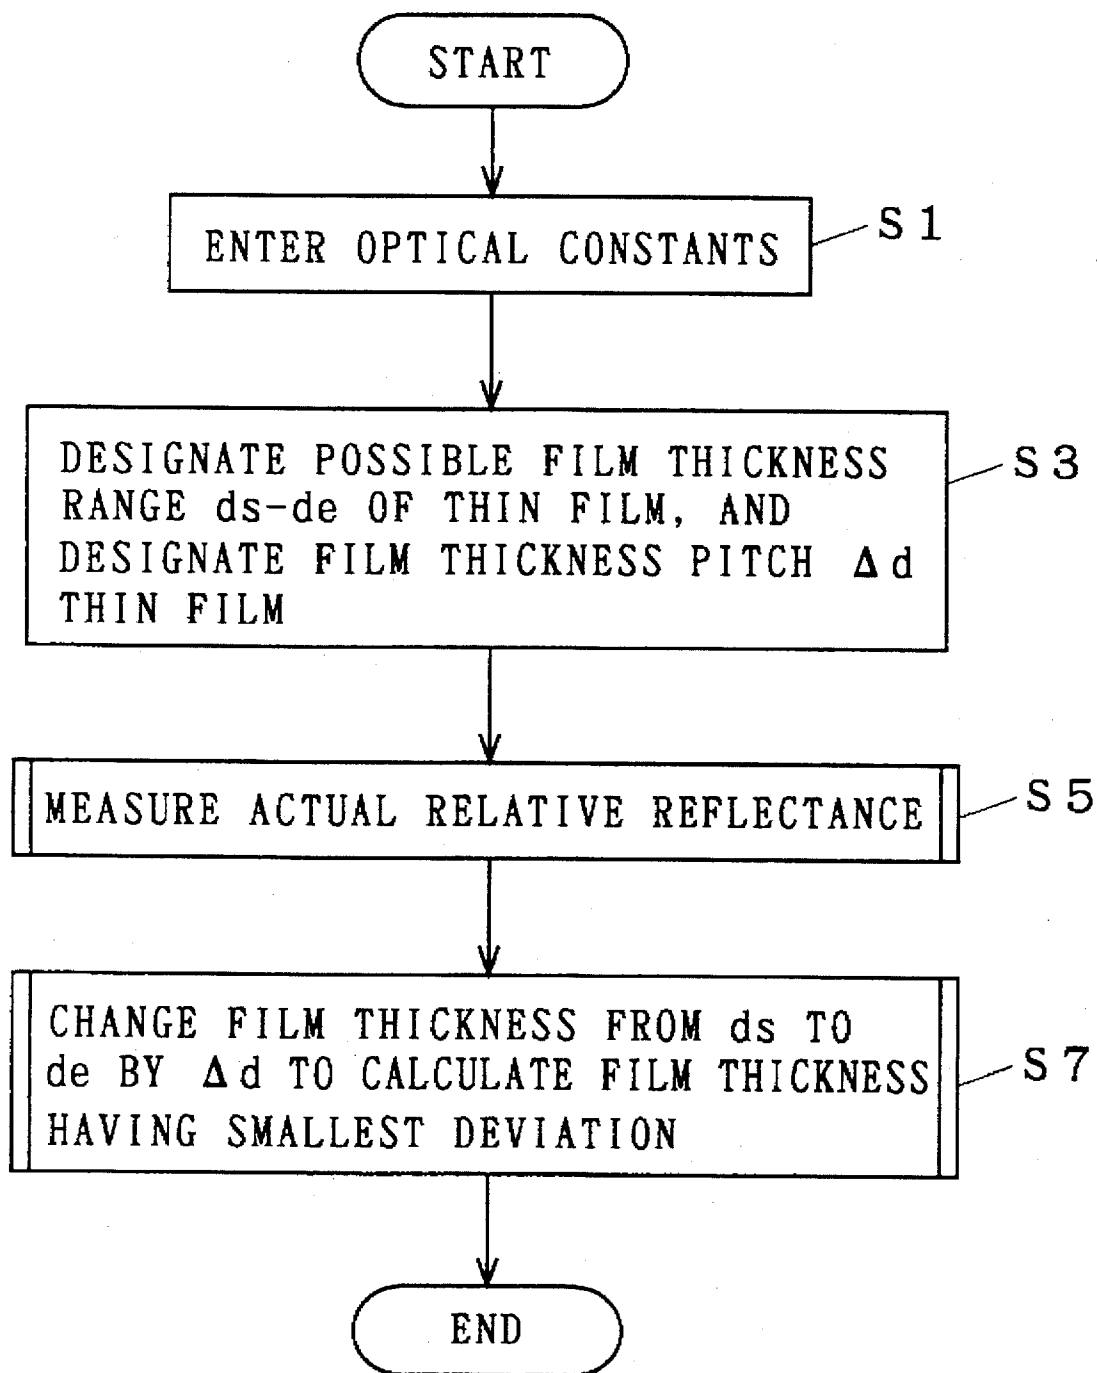 START
ENTER OPTICAL CONSTANTS
S1
DESIGNATE POSSIBLE FILM THICKNESS
RANGE ds-de OF THIN FILM, AND
DESIGNATE FILM THICKNESS PITCH Δd
THIN FILM
S3
MEASURE ACTUAL RELATIVE REFLECTANCE
S5
CHANGE FILM THICKNESS FROM ds TO
de BY Δd TO CALCULATE FILM THICKNESS
HAVING SMALLEST DEVIATION
S7
END